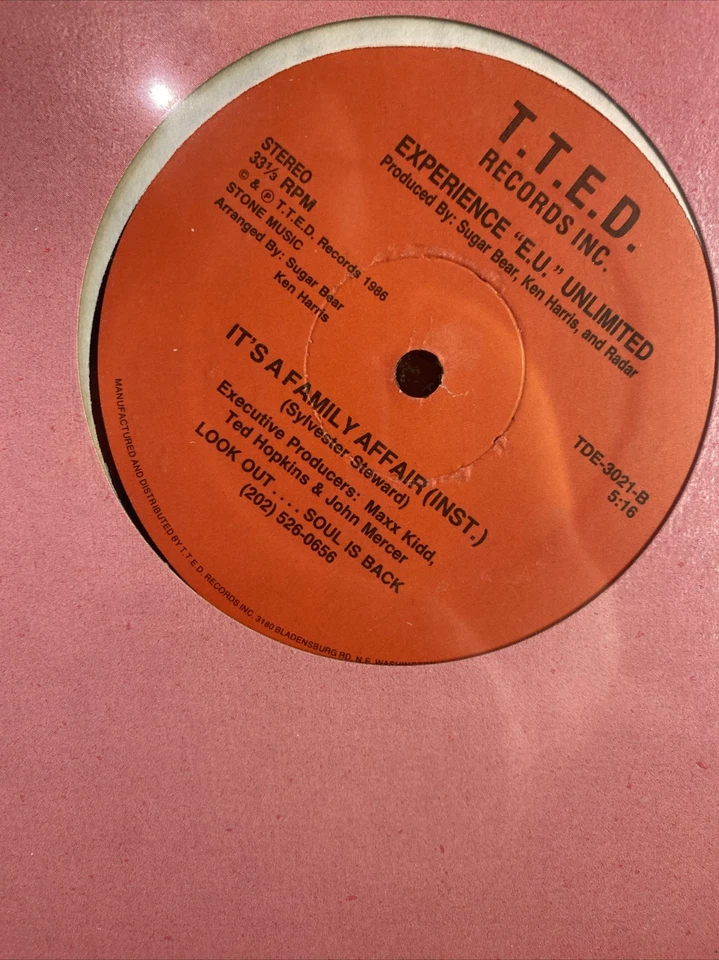 T.T.E.D.
RECORDS INC.
EXPERIENCE "E.U." UNLIMITED
Produced By: Sugar Bear, Ken Harris, and Radar
STEREO
33⅓ RPM
© & ℗ T.T.E.D. Records 1986
STONE MUSIC
Arranged By: Sugar Bear
Ken Harris
TDE-3021-B
5:16
IT'S A FAMILY AFFAIR (INST.)
(Sylvester Steward)
Executive Producers: Maxx Kidd,
Ted Hopkins & John Mercer
LOOK OUT .... SOUL IS BACK
(202) 526-0656
MANUFACTURED AND DISTRIBUTED BY T.T.E.D. RECORDS INC. 3180 BLADENSBURG RD. N.E.